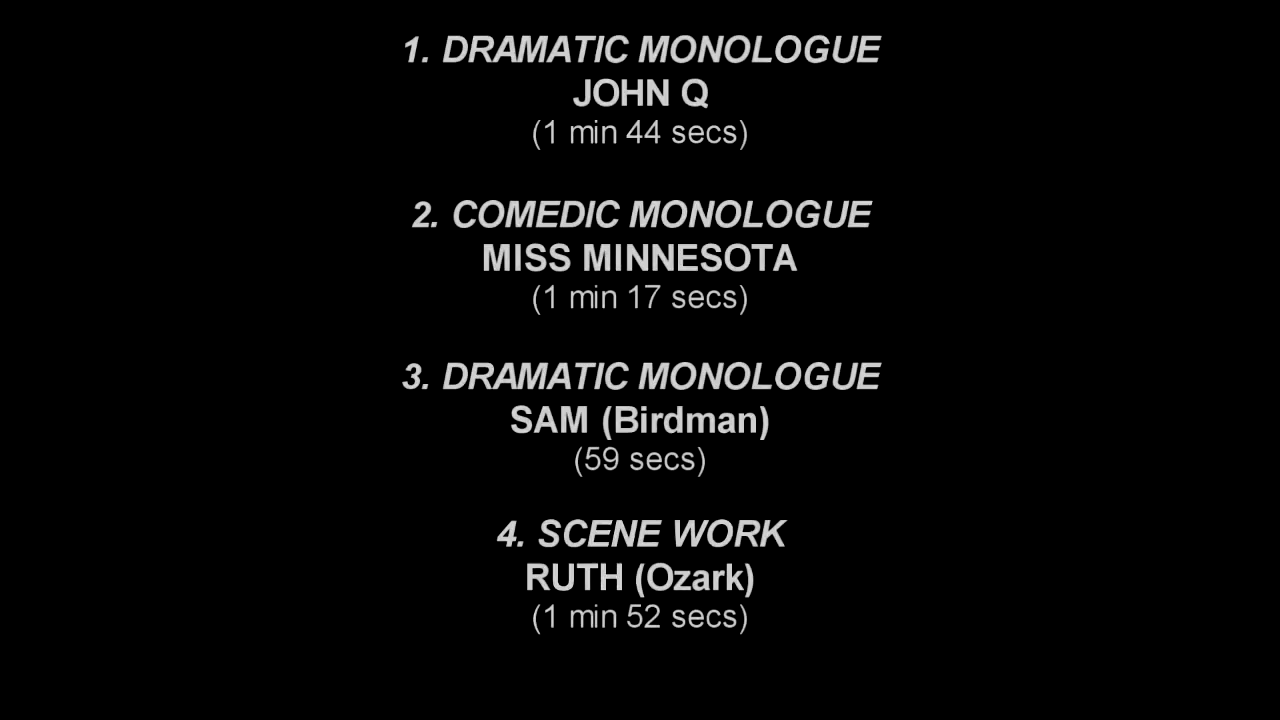 1. DRAMATIC MONOLOGUE
JOHN Q
(1 min 44 secs)
2. COMEDIC MONOLOGUE
MISS MINNESOTA
(1 min 17 secs)
3. DRAMATIC MONOLOGUE
SAM (Birdman)
(59 secs)
4. SCENE WORK
RUTH (Ozark)
(1 min 52 secs)